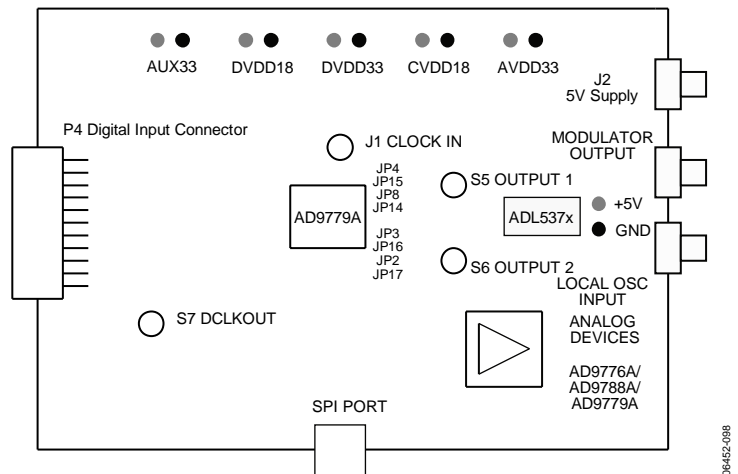 AUX33 DVDD18 DVDD33 CVDD18 AVDD33
J2
5V Supply
P4 Digital Input Connector
J1 CLOCK IN
MODULATOR
OUTPUT
JP4
JP15
JP8
JP14
S5 OUTPUT 1
AD9779A
ADL537x
+5V
GND
JP3
JP16
JP2
JP17
S6 OUTPUT 2
LOCAL OSC
INPUT
S7 DCLKOUT
ANALOG
DEVICES
AD9776A/
AD9788A/
AD9779A
SPI PORT
06452-098